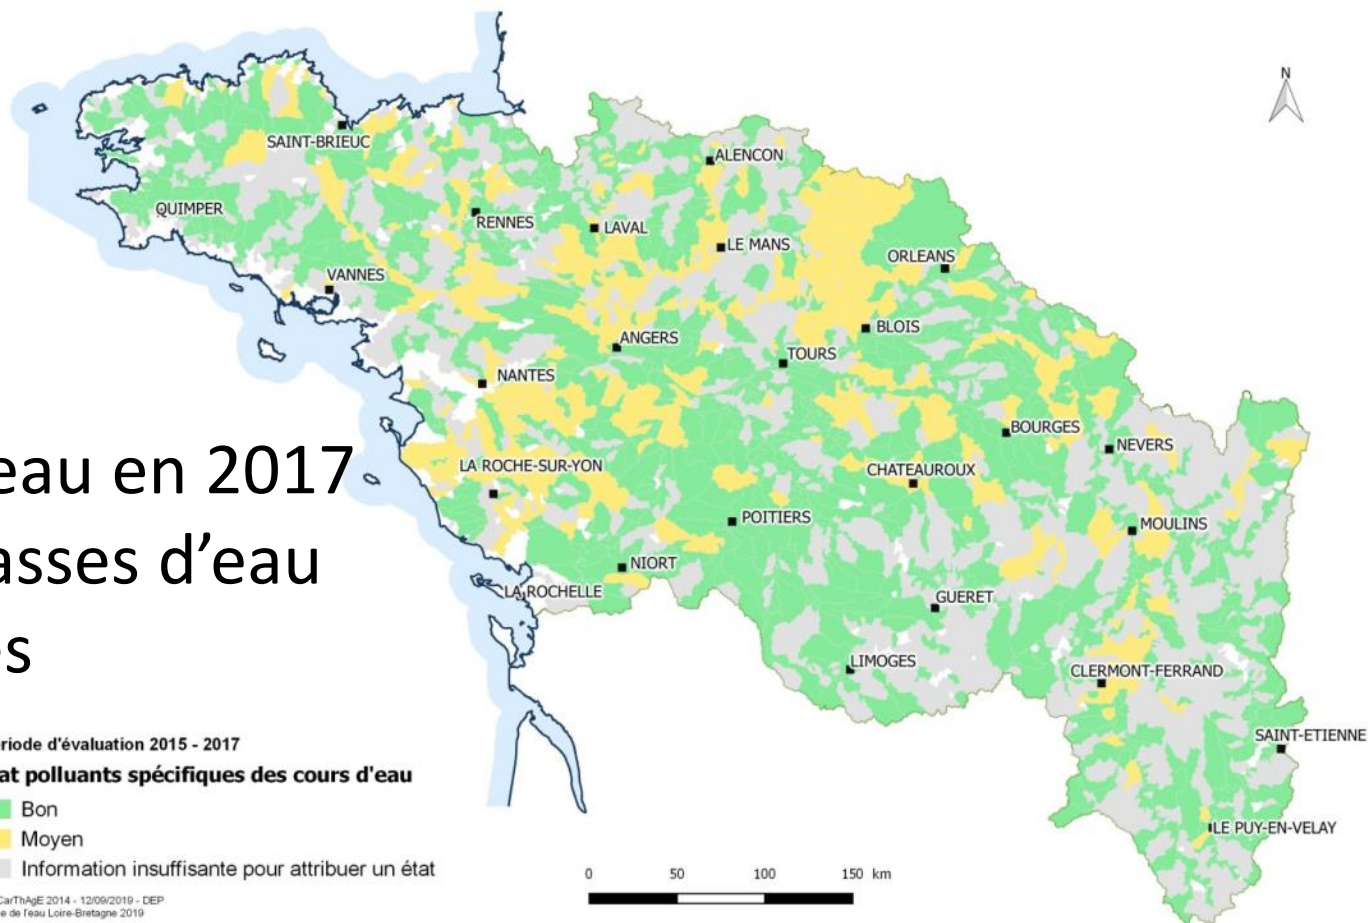 N
SAINT-BRIEUC
ALENCON
QUIMPER
RENNES
LAVAL
LE MANS
ORLEANS
VANNES
BLOIS
ANGERS
TOURS
NANTES
BOURGES
NEVERS
LA ROCHE-SUR-YON
CHATEAUROUX
POITIERS
MOULINS
NIORT
LA ROCHELLE
GUERET
LIMOGES
CLERMONT-FERRAND
SAINT-ETIENNE
LE PUY-EN-VELAY
eau en 2017
asses d’eau
es
riode d'évaluation 2015 - 2017
at polluants spécifiques des cours d'eau
Bon
Moyen
Information insuffisante pour attribuer un état
CarThAgE 2014 - 12/09/2019 - DEP
e de l'eau Loire-Bretagne 2019
0 50 100 150 km